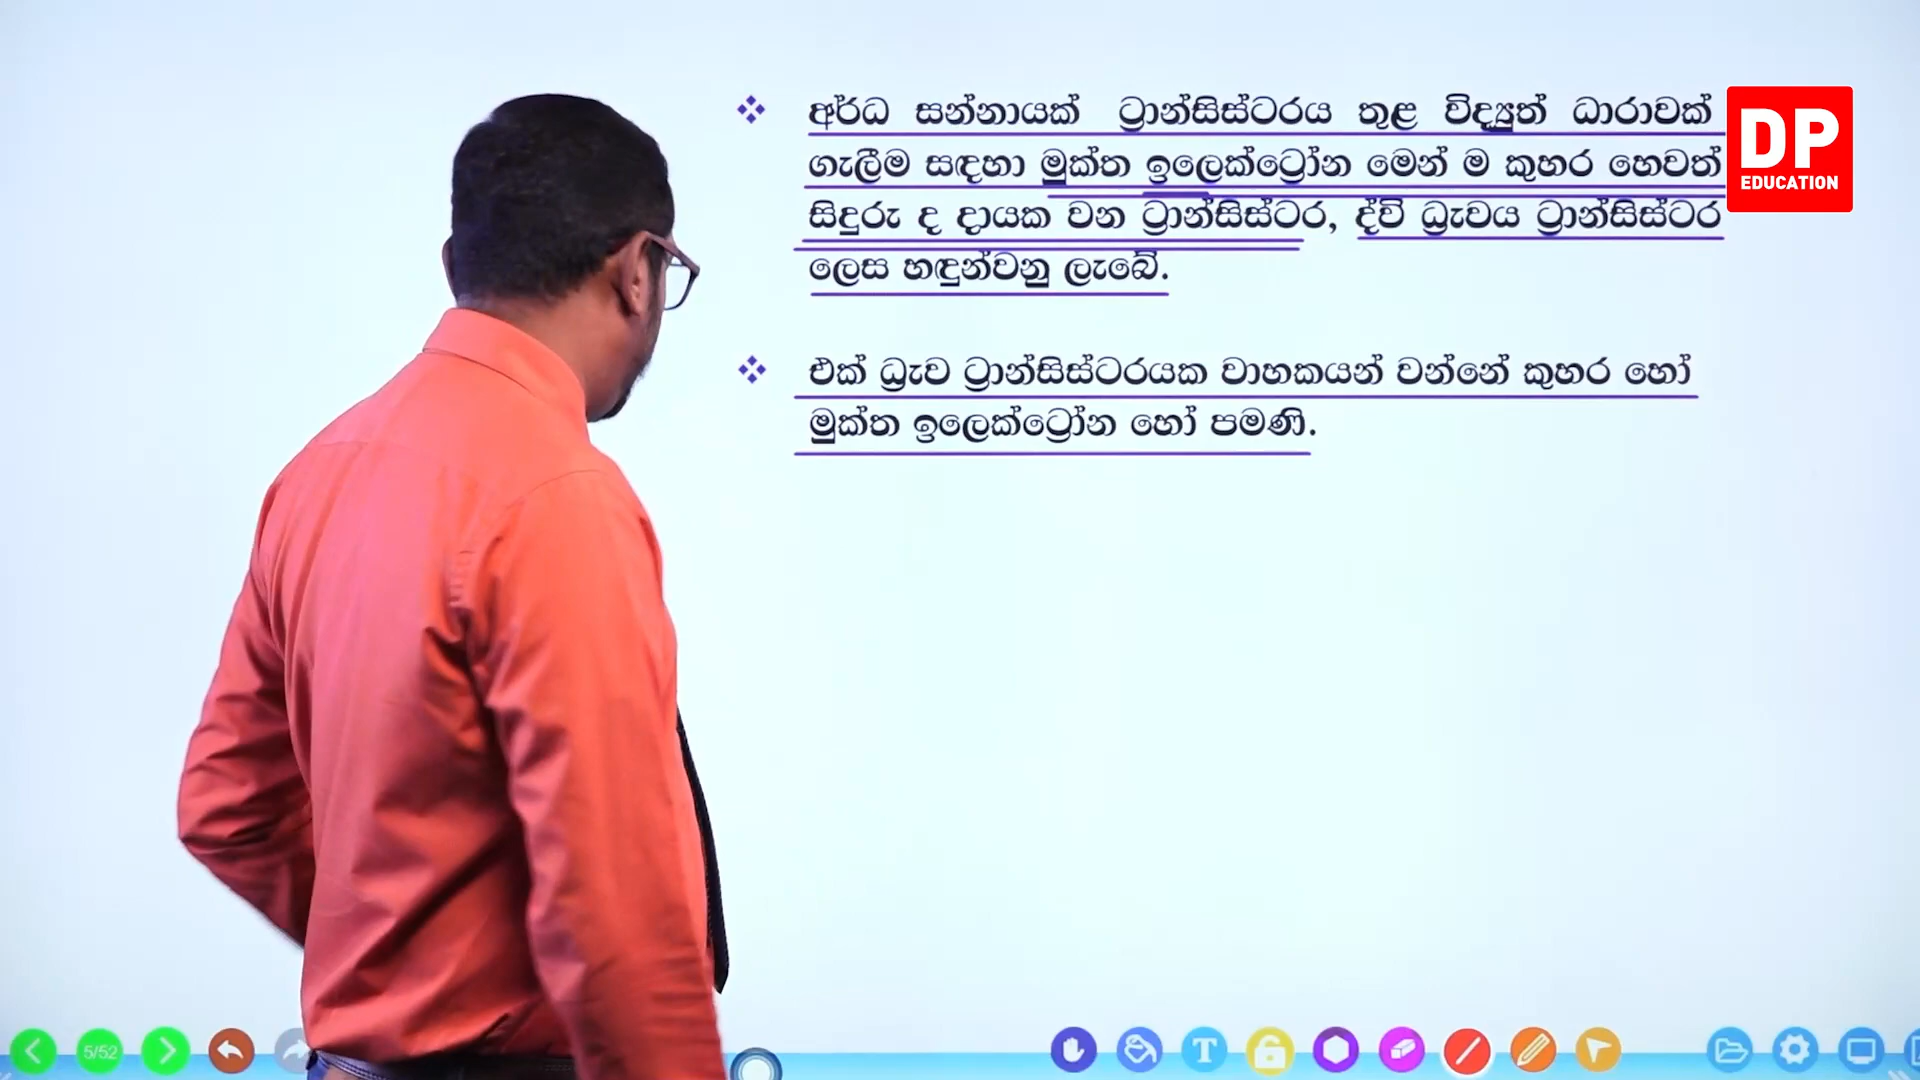 ❖ අර්ධ සන්නායක් ට්‍රාන්සිස්ටරය තුළ විද්‍යුත් ධාරාවක්
ගැලීම සඳහා මුක්ත ඉලෙක්ට්‍රෝන මෙන් ම කුහර හෙවත්
සිදුරු ද දායක වන ට්‍රාන්සිස්ටර, ද්වි ධ්‍රැවය ට්‍රාන්සිස්ටර
ලෙස හඳුන්වනු ලැබේ.
❖ එක් ධ්‍රැව ට්‍රාන්සිස්ටරයක වාහකයන් වන්නේ කුහර හෝ
මුක්ත ඉලෙක්ට්‍රෝන හෝ පමණි.
DP
EDUCATION
5/52
T